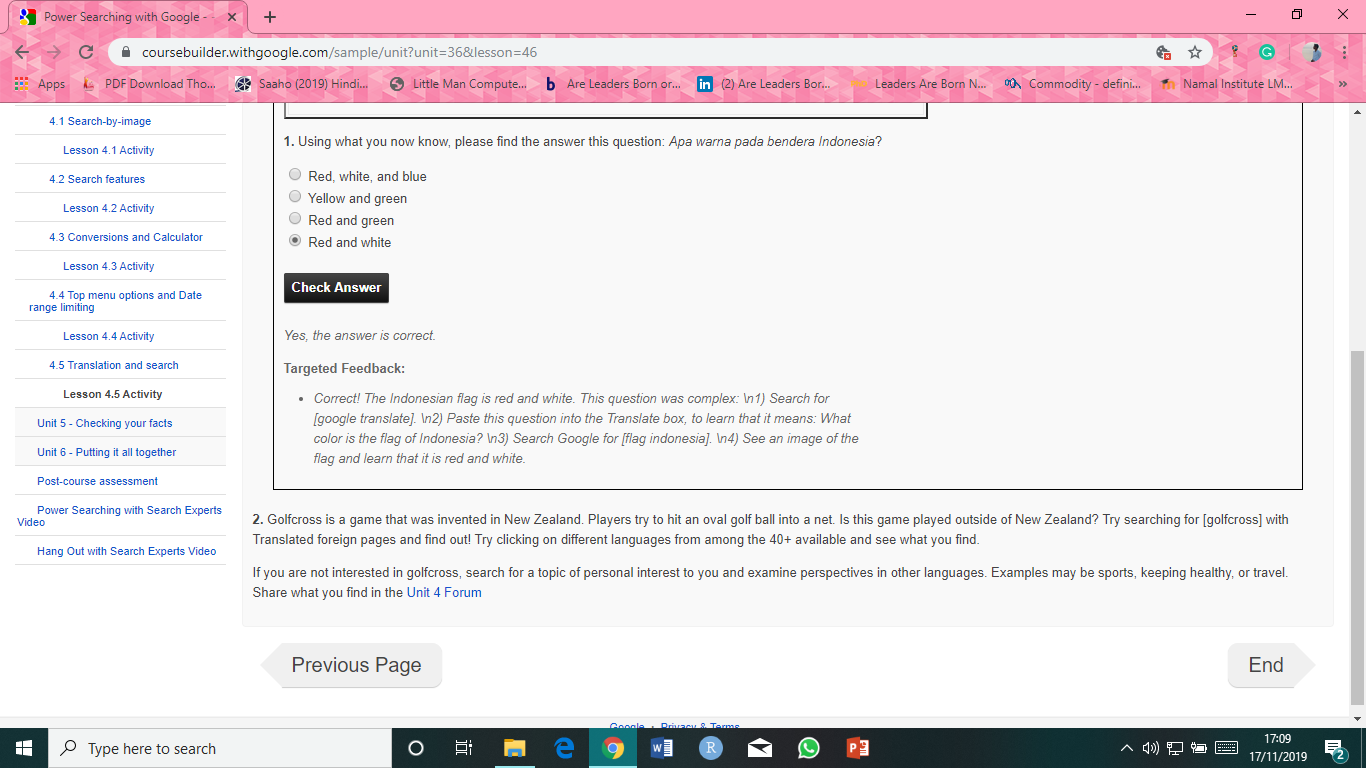 Power Searching with Google -
coursebuilder.withgoogle.com/sample/unit?unit=36&lesson=46
Apps
PDF Download Tho...
Saaho (2019) Hindi...
Little Man Compute...
b Are Leaders Born or...
in (2) Are Leaders Bor...
Leaders Are Born N...
Commodity - defini...
Namal Institute LM...
»
4.1 Search-by-image
Lesson 4.1 Activity
4.2 Search features
Lesson 4.2 Activity
4.3 Conversions and Calculator
Lesson 4.3 Activity
4.4 Top menu options and Date
range limiting
Lesson 4.4 Activity
4.5 Translation and search
Lesson 4.5 Activity
Unit 5 - Checking your facts
Unit 6 - Putting it all together
Post-course assessment
Power Searching with Search Experts
Video
Hang Out with Search Experts Video
1. Using what you now know, please find the answer this question: Apa warna pada bendera Indonesia?
Red, white, and blue
Yellow and green
Red and green
Red and white
Check Answer
Yes, the answer is correct.
Targeted Feedback:
• Correct! The Indonesian flag is red and white. This question was complex: \n1) Search for
[google translate]. \n2) Paste this question into the Translate box, to learn that it means: What
color is the flag of Indonesia? \n3) Search Google for [flag indonesia]. \n4) See an image of the
flag and learn that it is red and white.
2. Golfcross is a game that was invented in New Zealand. Players try to hit an oval golf ball into a net. Is this game played outside of New Zealand? Try searching for [golfcross] with
Translated foreign pages and find out! Try clicking on different languages from among the 40+ available and see what you find.
If you are not interested in golfcross, search for a topic of personal interest to you and examine perspectives in other languages. Examples may be sports, keeping healthy, or travel.
Share what you find in the Unit 4 Forum
Previous Page
End
Google · Privacy & Terms
Type here to search
17:09
17/11/2019
2